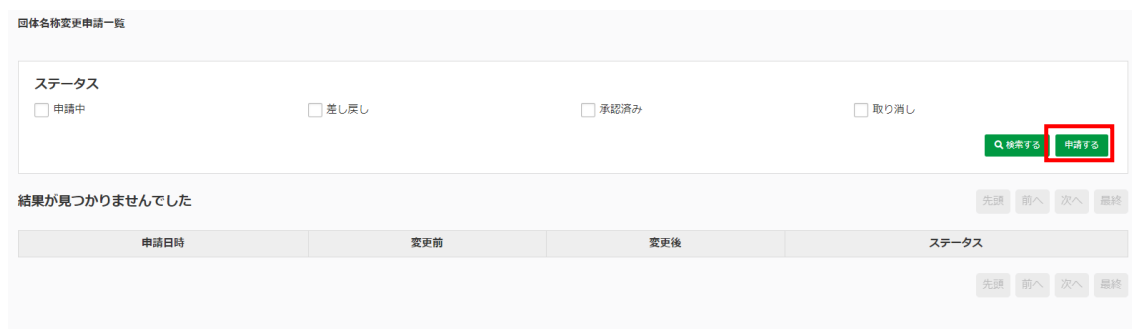 団体名称変更申請一覧
ステータス
申請中 差し戻し 承認済み 取り消し
検索する 申請する
結果が見つかりませんでした 先頭 前へ 次へ 最終
申請日時 変更前 変更後 ステータス
先頭 前へ 次へ 最終